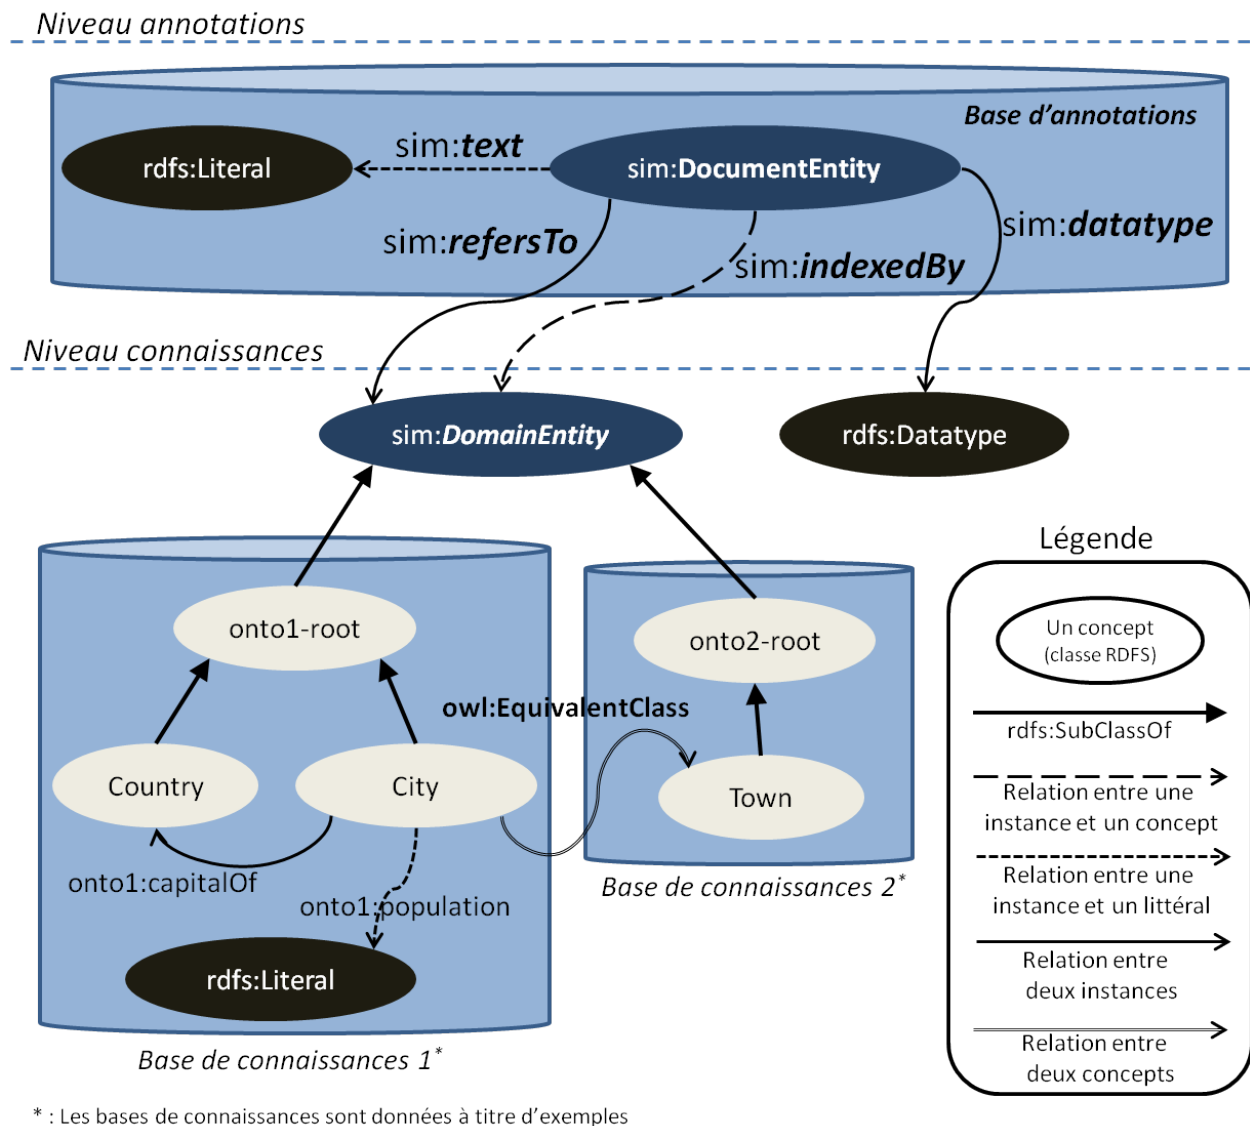 Niveau annotations
Base d'annotations
rdfs:Literal
sim:text
sim:DocumentEntity
sim:refersTo
sim:indexedBy
sim:datatype
Niveau connaissances
sim:DomainEntity
rdfs:Datatype
onto1-root
onto2-root
owl:EquivalentClass
Country
City
Town
onto1:capitalOf
onto1:population
rdfs:Literal
Base de connaissances 1*
Base de connaissances 2*
Légende
Un concept
(classe RDFS)
rdfs:SubClassOf
Relation entre une
instance et un concept
Relation entre une
instance et un littéral
Relation entre
deux instances
Relation entre
deux concepts
* : Les bases de connaissances sont données à titre d'exemples